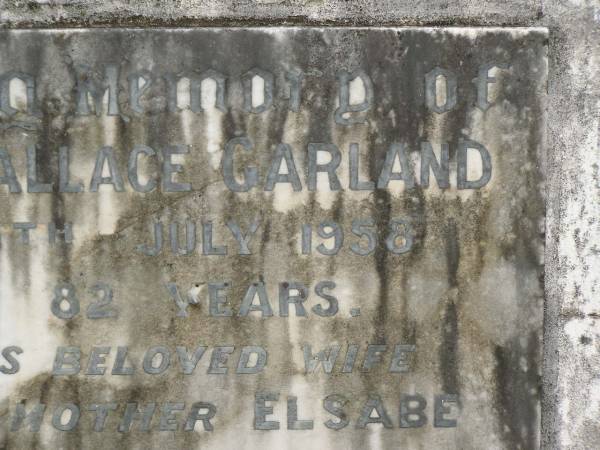 g Memory of
ALLACE GARLAND
TH JULY 1958
82 YEARS.
S BELOVED WIFE
MOTHER ELSABE